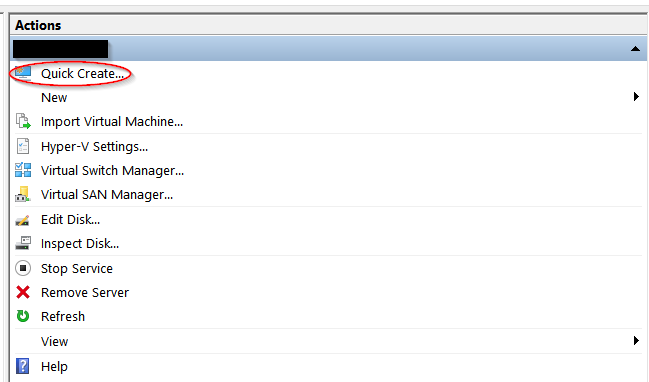 Actions
Quick Create...
New
Import Virtual Machine...
Hyper-V Settings...
Virtual Switch Manager...
Virtual SAN Manager...
Edit Disk...
Inspect Disk...
Stop Service
Remove Server
Refresh
View
Help